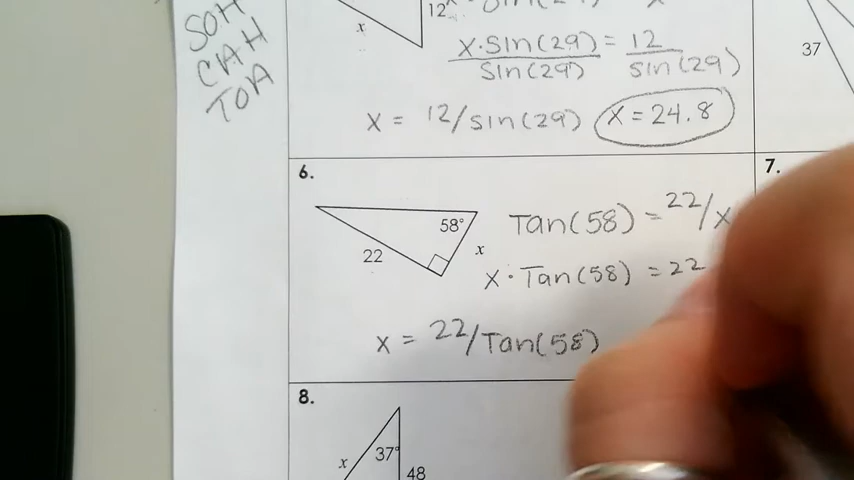 SOH
CAH
TOA
x
12
x·sin(29) = 12
sin(29) sin(29)
x = 12/sin(29) x = 24.8
37
6.
58°
22
x
Tan(58) = 22/x
x·Tan(58) = 22
x = 22/Tan(58)
7.
8.
37°
x
48